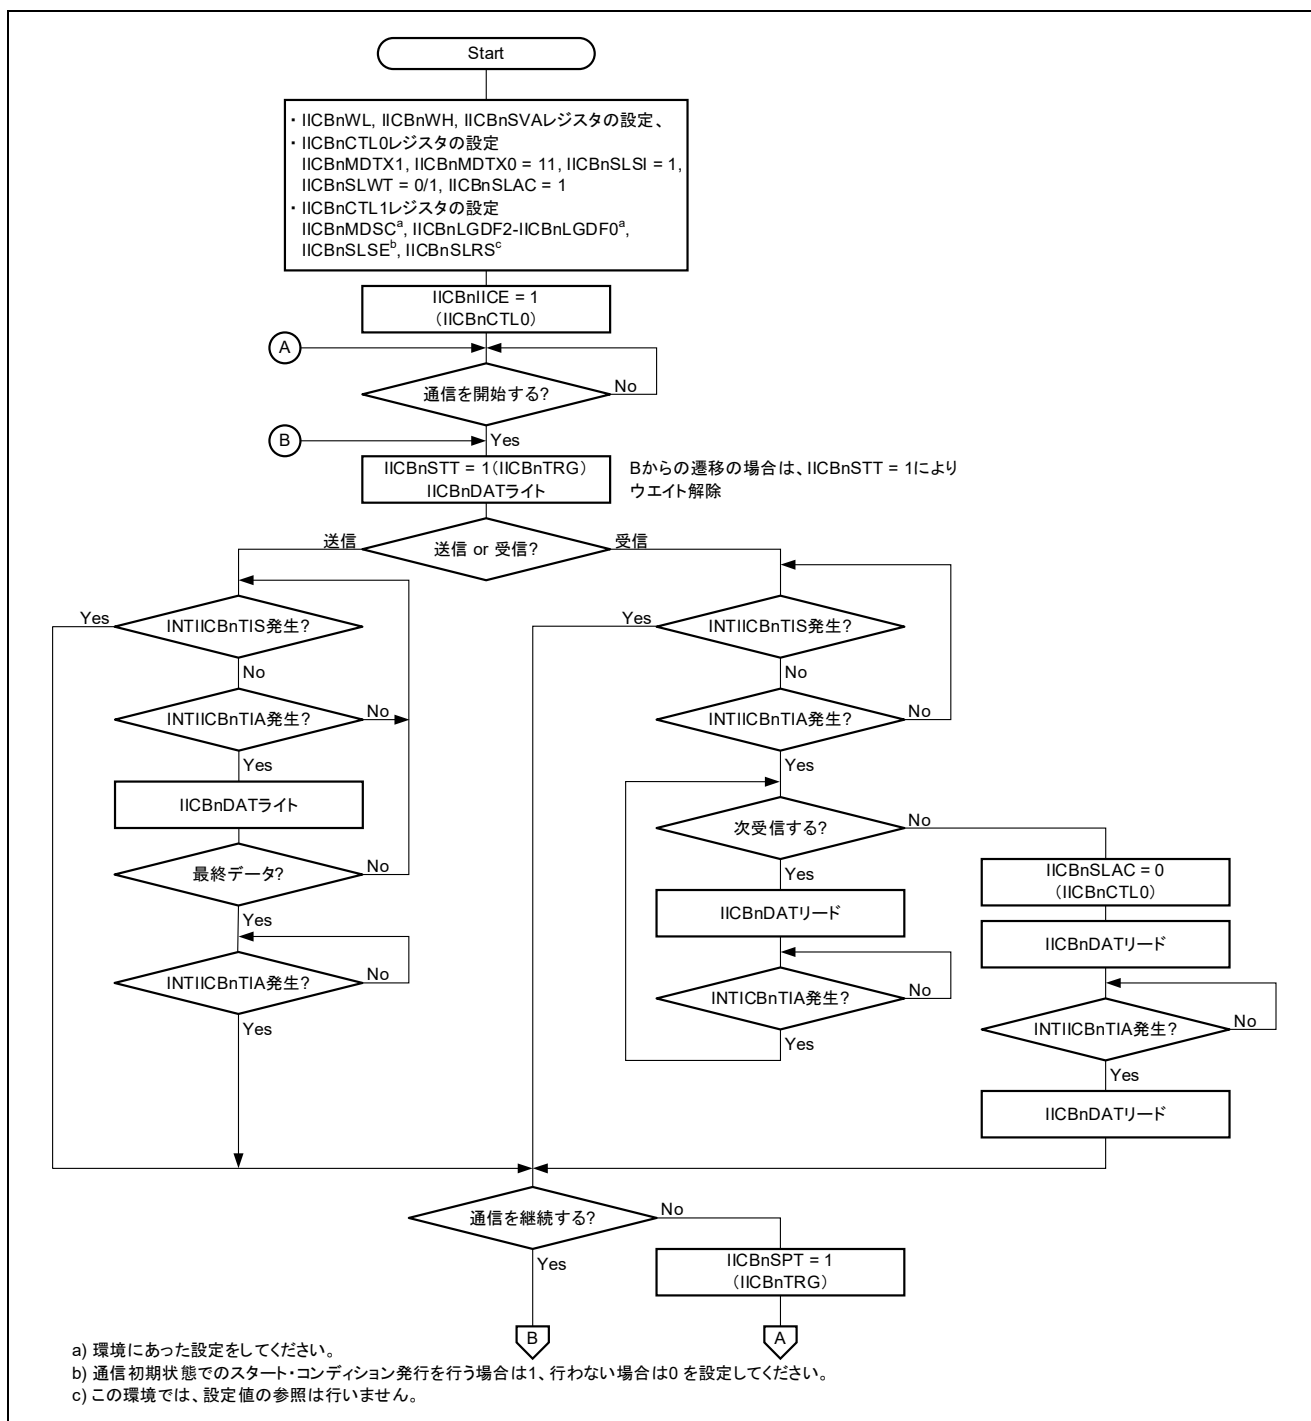 Start
・ IICBnWL, IICBnWH, IICBnSVAレジスタの設定、
・ IICBnCTL0レジスタの設定
IICBnMDTX1, IICBnMDTX0 = 11, IICBnSLSI = 1,
IICBnSLWT = 0/1, IICBnSLAC = 1
・ IICBnCTL1レジスタの設定
IICBnMDSCa, IICBnLGDF2-IICBnLGDF0a,
IICBnSLSEb, IICBnSLRSc
IICBnIICE = 1
(IICBnCTL0)
A
通信を開始する?
No
B
Yes
IICBnSTT = 1(IICBnTRG)
IICBnDATライト
Bからの遷移の場合は、IICBnSTT = 1により
ウエイト解除
送信
送信 or 受信?
受信
Yes
INTIICBnTIS発生?
Yes
INTIICBnTIS発生?
No
No
INTIICBnTIA発生?
No
INTIICBnTIA発生?
No
Yes
Yes
IICBnDATライト
次受信する?
No
最終データ?
No
Yes
IICBnSLAC = 0
(IICBnCTL0)
IICBnDATリード
Yes
IICBnDATリード
INTIICBnTIA発生?
No
INTICBnTIA発生?
No
INTIICBnTIA発生?
No
Yes
Yes
Yes
IICBnDATリード
通信を継続する?
No
Yes
IICBnSPT = 1
(IICBnTRG)
B
A
a) 環境にあった設定をしてください。
b) 通信初期状態でのスタート・コンディション発行を行う場合は1、行わない場合は0 を設定してください。
c) この環境では、設定値の参照は行いません。